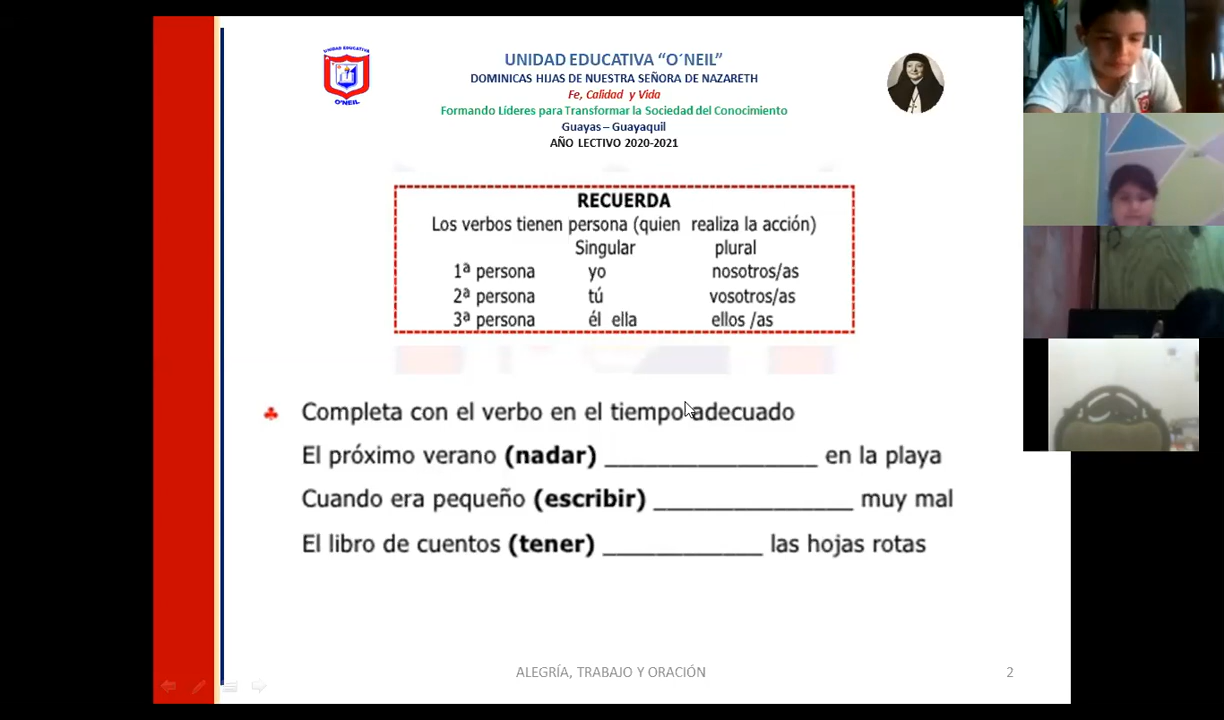 UNIDAD EDUCATIVA
O´NEIL
UNIDAD EDUCATIVA “O´NEIL”
DOMINICAS HIJAS DE NUESTRA SEÑORA DE NAZARETH
Fe, Calidad y Vida
Formando Líderes para Transformar la Sociedad del Conocimiento
Guayas – Guayaquil
AÑO LECTIVO 2020-2021
RECUERDA
Los verbos tienen persona (quien realiza la acción)
Singular plural
1ª persona yo nosotros/as
2ª persona tú vosotros/as
3ª persona él ella ellos /as
Completa con el verbo en el tiempo adecuado
El próximo verano (nadar) ________________ en la playa
Cuando era pequeño (escribir) _______________ muy mal
El libro de cuentos (tener) ____________ las hojas rotas
ALEGRÍA, TRABAJO Y ORACIÓN 2